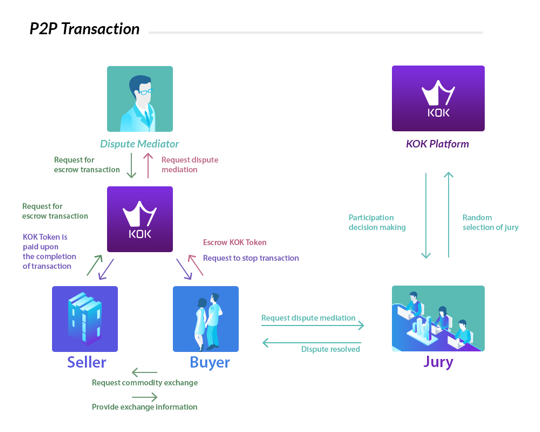 P2P Transaction
Dispute Mediator
KOK
KOK Platform
Request for
escrow transaction
Request dispute
mediation
Request for
escrow transaction
KOK
KOK Token is
paid upon
the completion
of transaction
Escrow KOK Token
Request to stop transaction
Participation
decision making
Random
selection of jury
Request dispute mediation
Dispute resolved
Seller
Buyer
Jury
Request commodity exchange
Provide exchange information